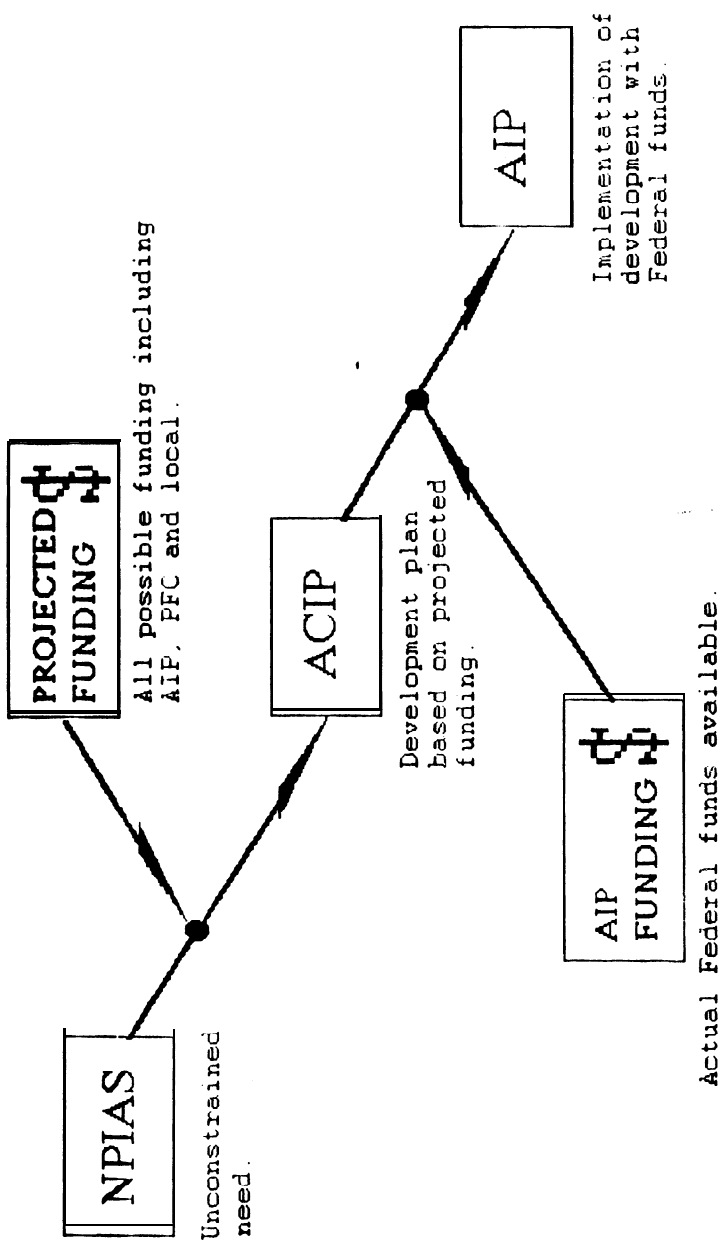 NPIAS
Unconstrained
need.
PROJECTED
FUNDING $
All possible funding including
AIP, PFC and local.
ACIP
Development plan
based on projected
funding.
AIP
FUNDING $
Actual Federal funds available.
AIP
Implementation of
development with
Federal funds.